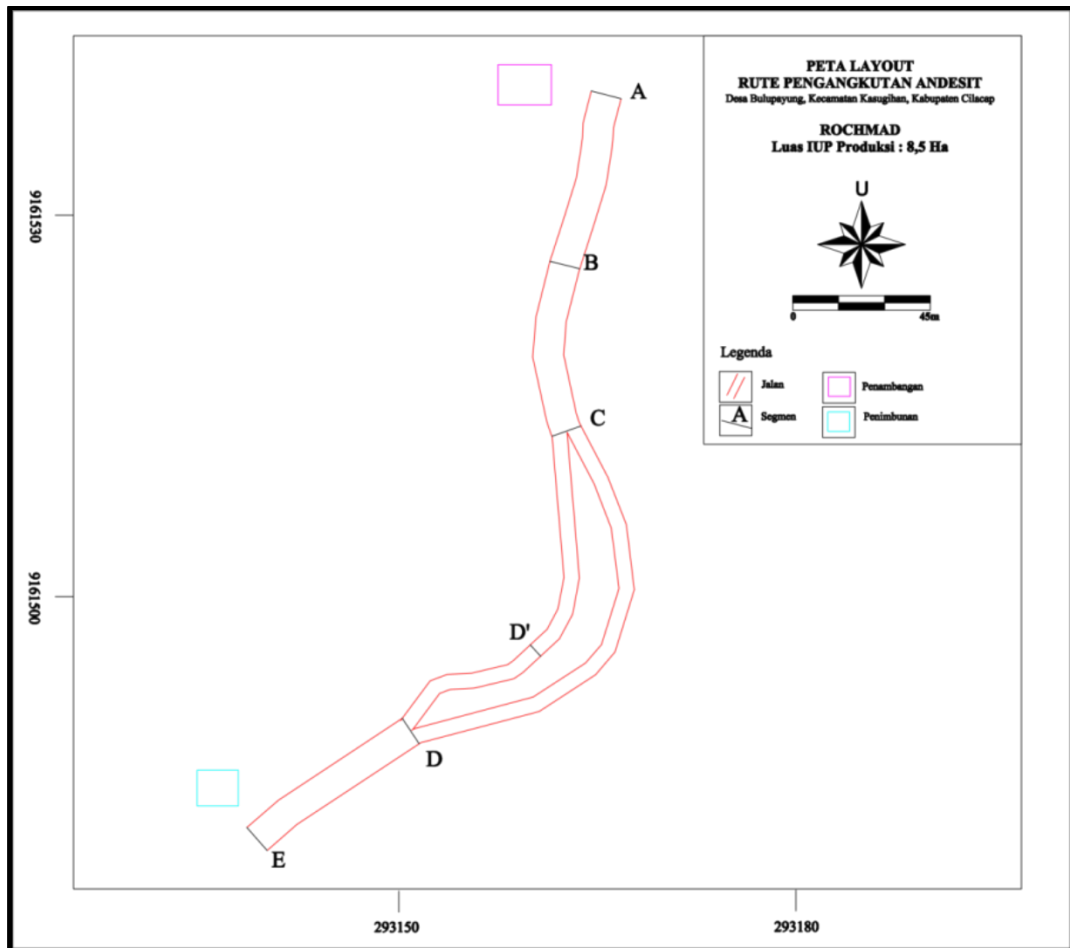 PETA LAYOUT
RUTE PENGANGKUTAN ANDESIT
Desa Bulupayung, Kecamatan Kasugihan, Kabupaten Cilacap
ROCHMAD
Luas IUP Produksi : 8,5 Ha
U
0 45m
Legenda
Jalan
Penambangan
A
Segmen
Penimbunan
A
B
C
D'
D
E
9161530
9161500
293150
293180